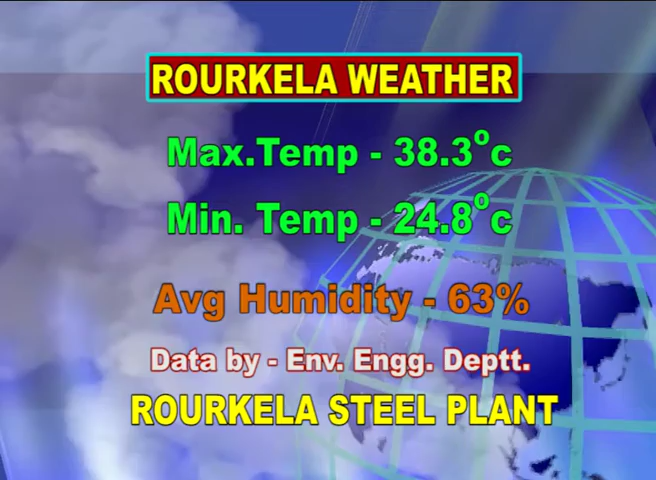 ROURKELA WEATHER
Max.Temp - 38.3°c
Min. Temp - 24.8°c
Avg Humidity - 63%
Data by - Env. Engg. Deptt.
ROURKELA STEEL PLANT